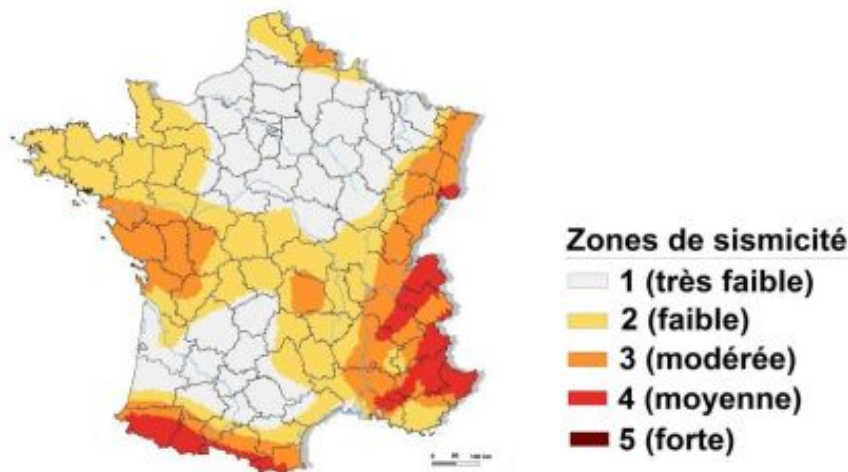 Zones de sismicité
1 (très faible)
2 (faible)
3 (modérée)
4 (moyenne)
5 (forte)